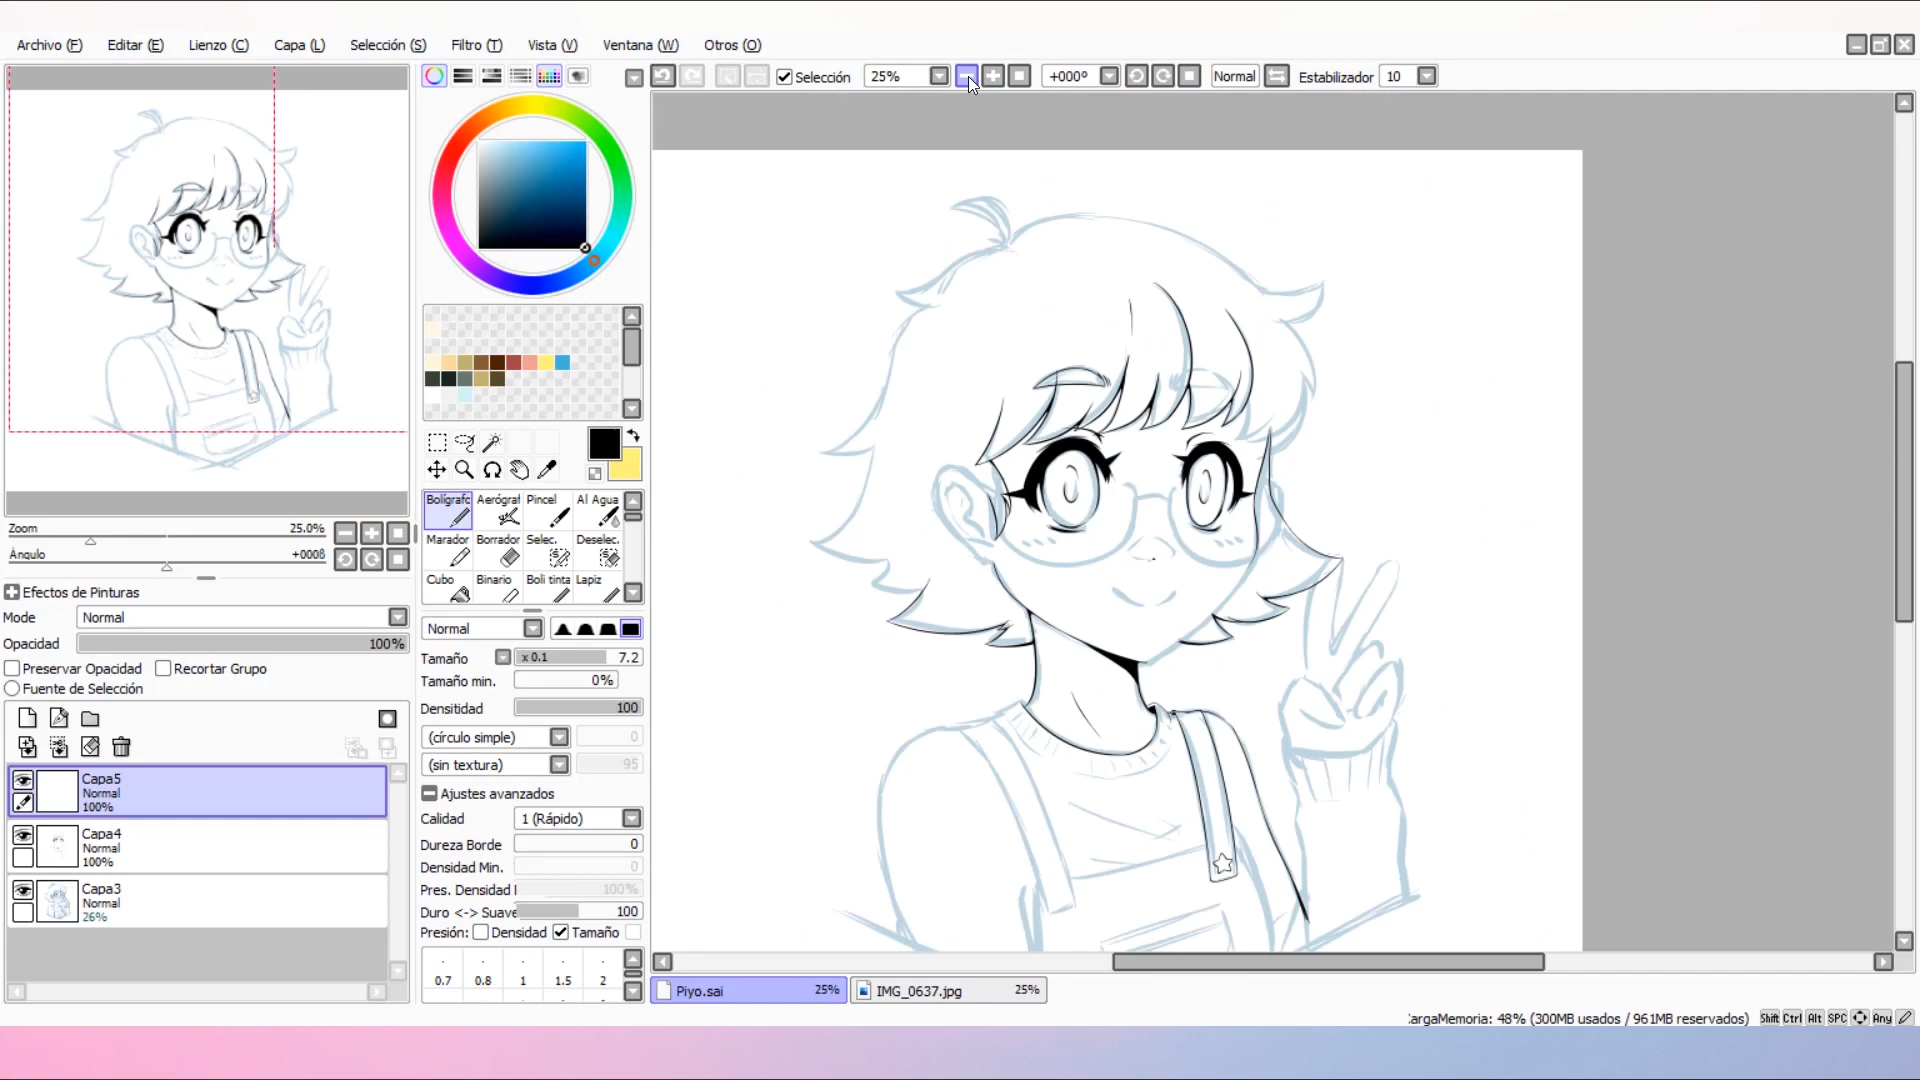 Archivo (F) Editar (E) Lienzo (C) Capa (L) Selección (S) Filtro (T) Vista (V) Ventana (W) Otros (O)
Selección 25% +000º Normal Estabilizador 10
Zoom 25.0%
Ángulo +000ß
Efectos de Pinturas
Mode Normal
Opacidad 100%
Preservar Opacidad Recortar Grupo
Fuente de Selección
Capa5
Normal
100%
Capa4
Normal
100%
Capa3
Normal
26%
Bolígrafo Aerógraf Pincel Al Agua
Marador Borrador Selec. Deselec.
Cubo Binario Boli tinta Lapiz
Normal
Tamaño x 0.1 7.2
Tamaño min. 0%
Densitidad 100
(círculo simple) 0
(sin textura) 95
Ajustes avanzados
Calidad 1 (Rápido)
Dureza Borde 0
Densidad Min. 0
Pres. Densidad 100%
Duro <-> Suave 100
Presión: Densidad Tamaño
0.7 0.8 1 1.5 2
Piyo.sai 25% IMG_0637.jpg 25%
argaMemoria: 48% (300MB usados / 961MB reservados) Shift Ctrl Alt SPC Any